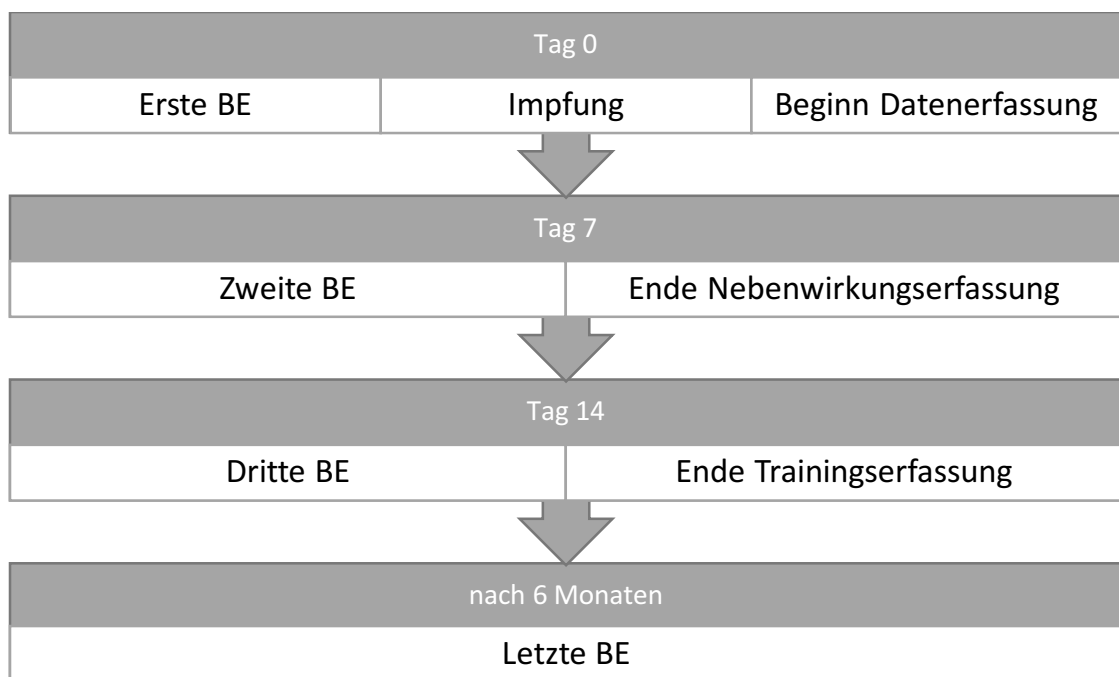 Tag 0
Erste BE Impfung Beginn Datenerfassung
Tag 7
Zweite BE Ende Nebenwirkungserfassung
Tag 14
Dritte BE Ende Trainingserfassung
nach 6 Monaten
Letzte BE